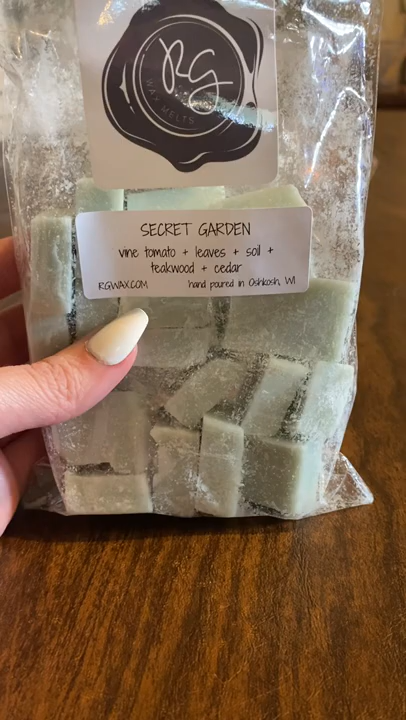 RG
WAX MELTS
SECRET GARDEN
vine tomato + leaves + soil +
teakwood + cedar
RGWAX.COM hand poured in Oshkosh, WI